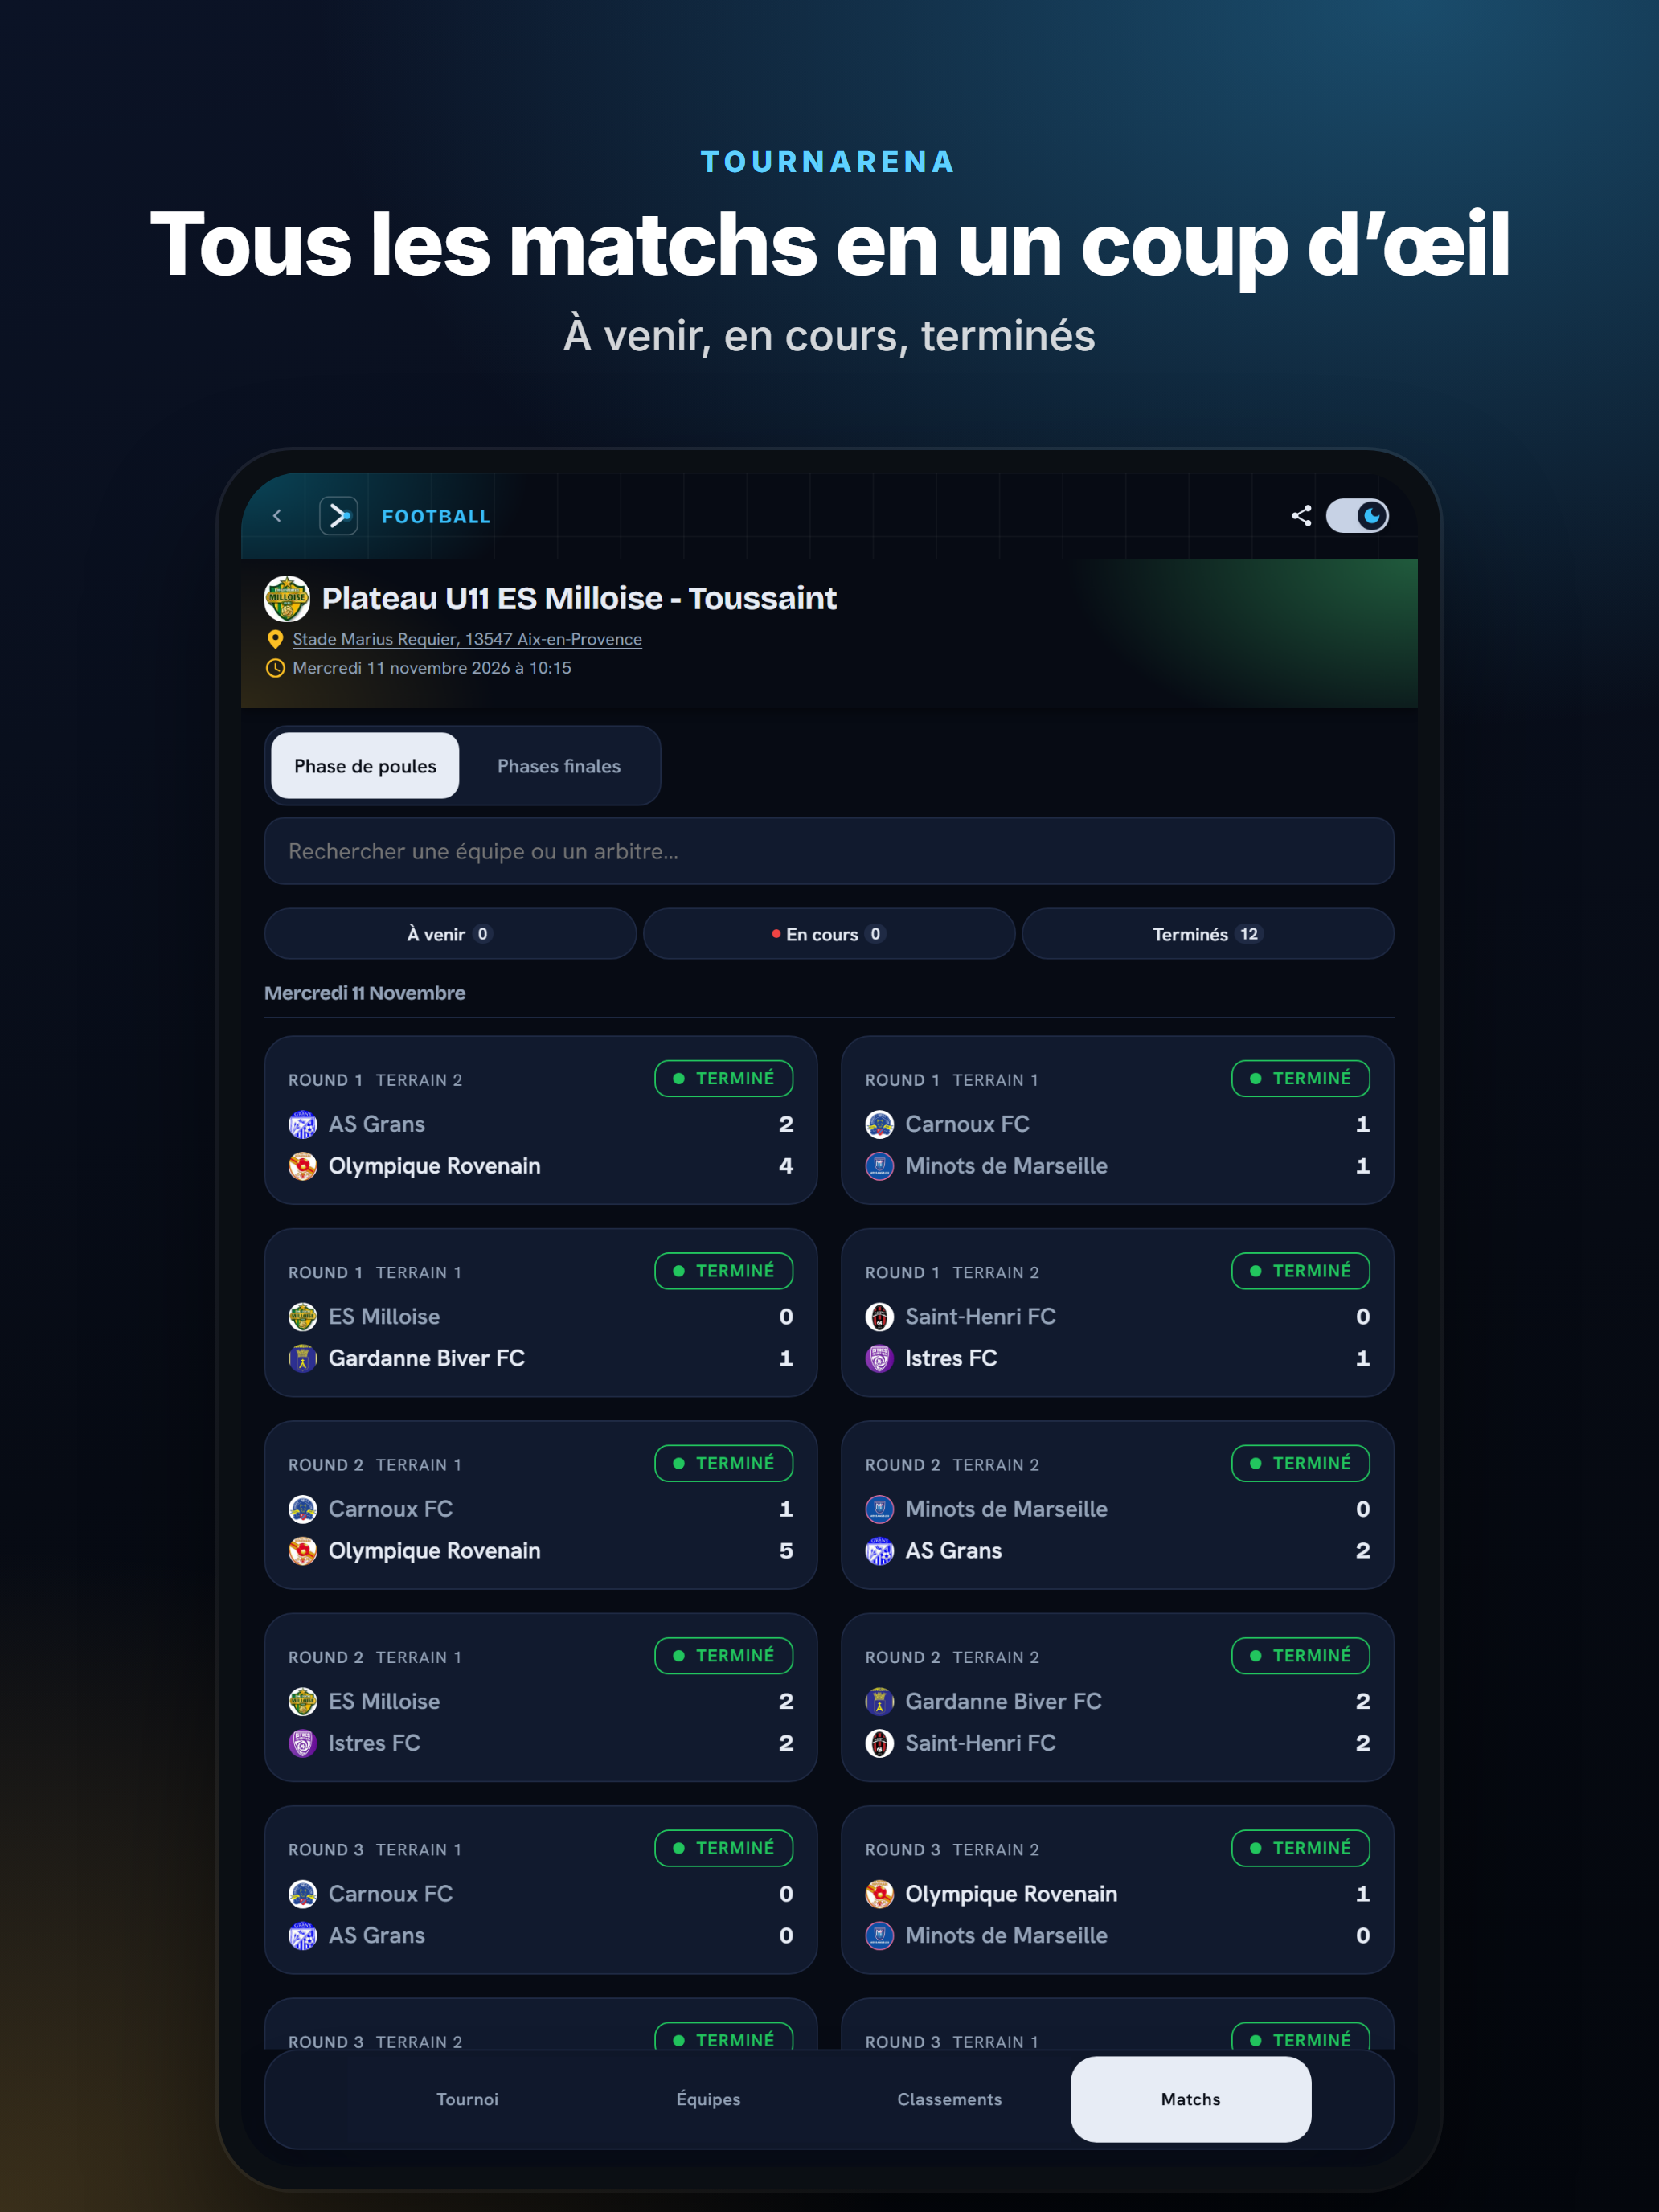 TOURNARENA
Tous les matchs en un coup d’œil
À venir, en cours, terminés
FOOTBALL
Plateau U11 ES Milloise - Toussaint
Stade Marius Requier, 13547 Aix-en-Provence
Mercredi 11 novembre 2026 à 10:15
Phase de poules Phases finales
Rechercher une équipe ou un arbitre...
À venir 0 En cours 0 Terminés 12
Mercredi 11 Novembre
ROUND 1 TERRAIN 2 TERMINÉ
AS Grans 2
Olympique Rovenain 4
ROUND 1 TERRAIN 1 TERMINÉ
Carnoux FC 1
Minots de Marseille 1
ROUND 1 TERRAIN 1 TERMINÉ
ES Milloise 0
Gardanne Biver FC 1
ROUND 1 TERRAIN 2 TERMINÉ
Saint-Henri FC 0
Istres FC 1
ROUND 2 TERRAIN 1 TERMINÉ
Carnoux FC 1
Olympique Rovenain 5
ROUND 2 TERRAIN 2 TERMINÉ
Minots de Marseille 0
AS Grans 2
ROUND 2 TERRAIN 1 TERMINÉ
ES Milloise 2
Istres FC 2
ROUND 2 TERRAIN 2 TERMINÉ
Gardanne Biver FC 2
Saint-Henri FC 2
ROUND 3 TERRAIN 1 TERMINÉ
Carnoux FC 0
AS Grans 0
ROUND 3 TERRAIN 2 TERMINÉ
Olympique Rovenain 1
Minots de Marseille 0
ROUND 3 TERRAIN 2 TERMINÉ
ROUND 3 TERRAIN 1 TERMINÉ
Tournoi Équipes Classements Matchs